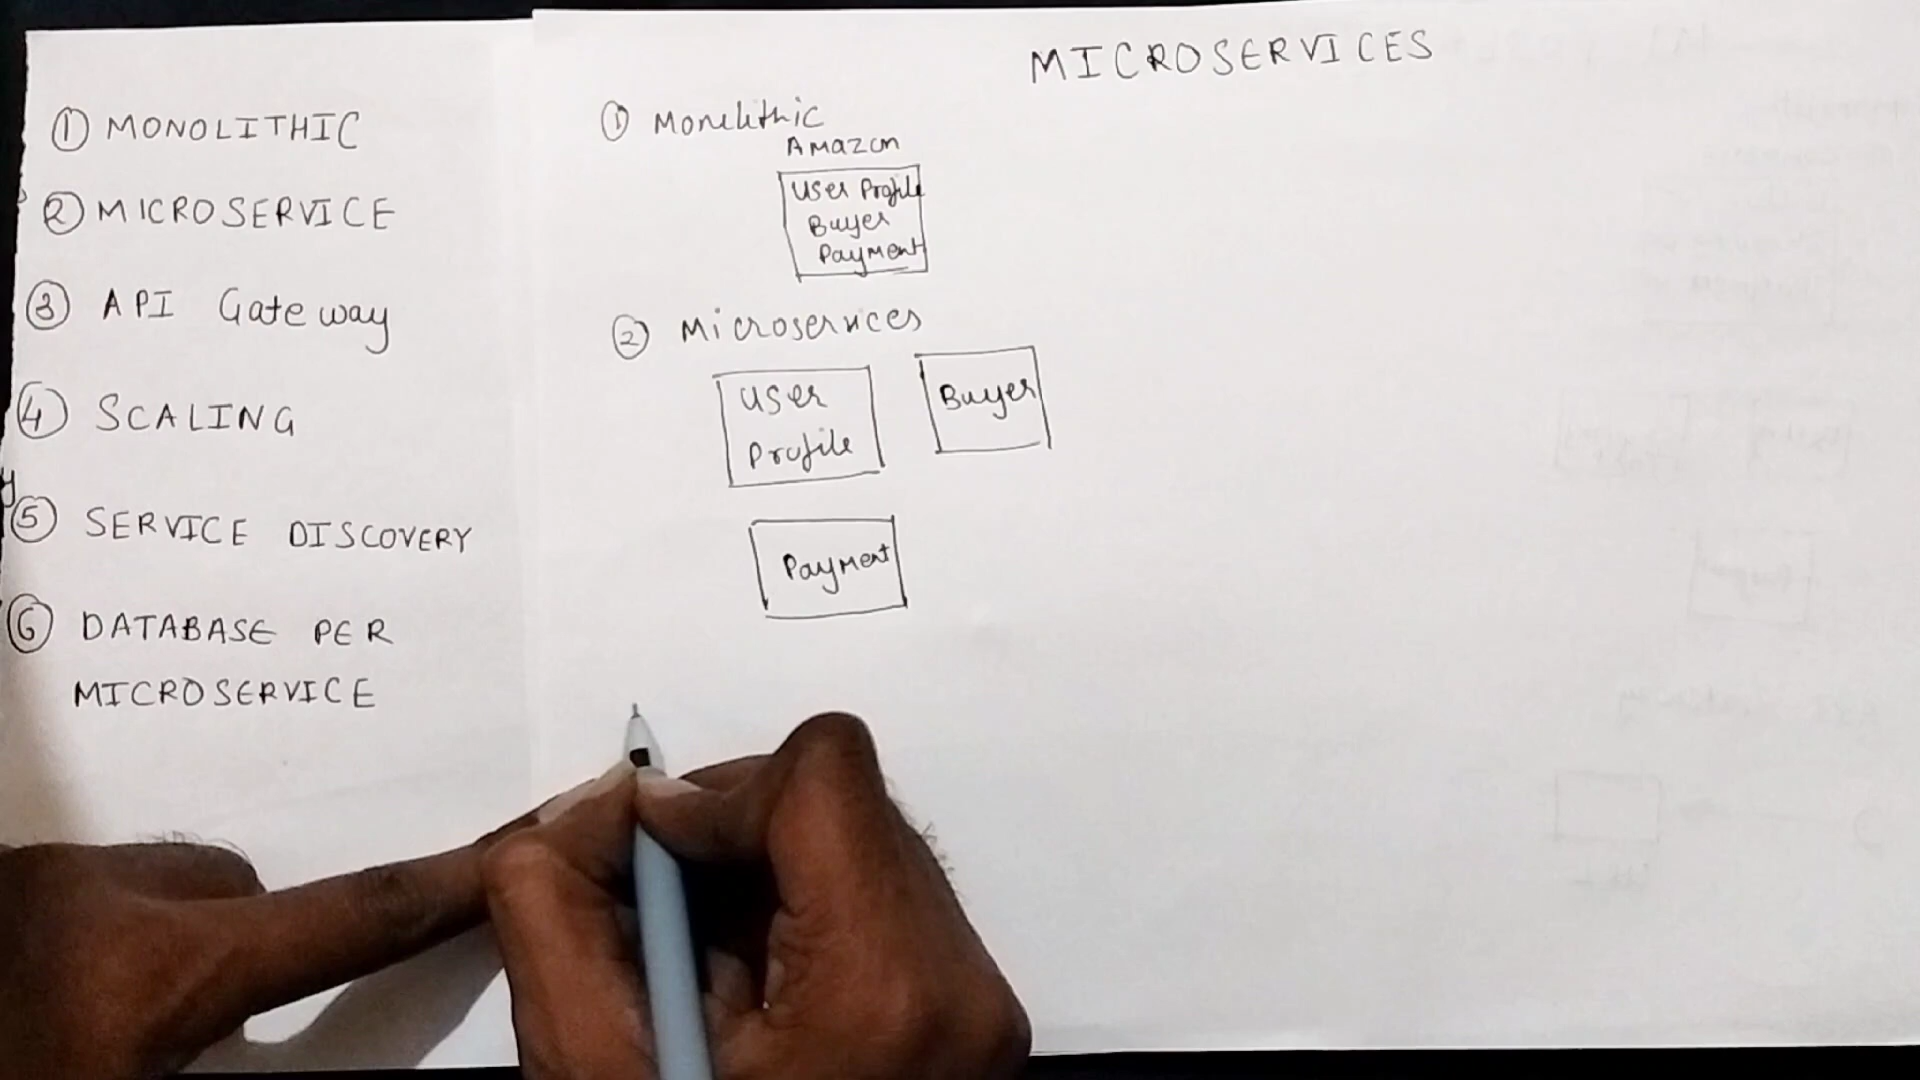 ① MONOLITHIC
② MICROSERVICE
③ API Gateway
④ SCALING
⑤ SERVICE DISCOVERY
⑥ DATABASE PER
MICROSERVICE
MICROSERVICES
① Monolithic
Amazon
User Profile
Buyer
Payment
② Microservices
User
Profile
Buyer
Payment